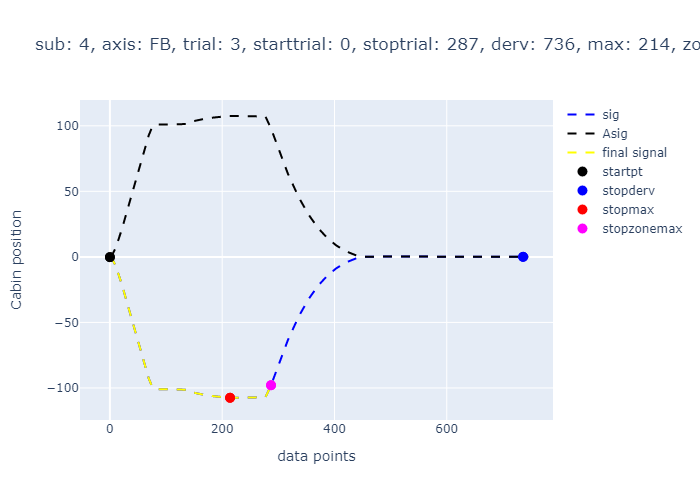 sub: 4, axis: FB, trial: 3, starttrial: 0, stoptrial: 287, derv: 736, max: 214, zo
sig
Asig
final signal
startpt
stopderv
stopmax
stopzonemax
100
50
0
−50
−100
Cabin position
0 200 400 600
data points